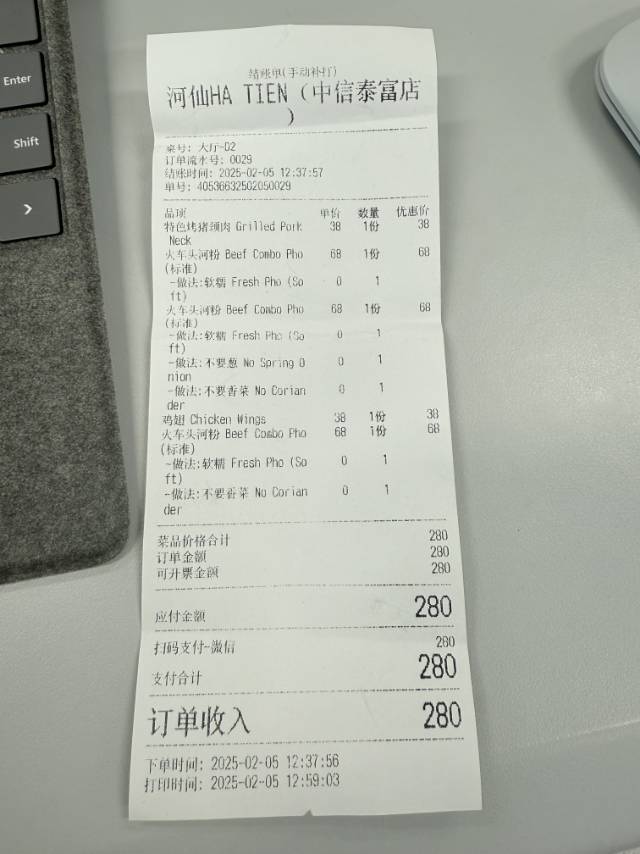 Enter
Shift
结账单(手动补打)
河仙HA TIEN（中信泰富店
）
桌号: 大厅-D2
订单流水号: 0029
结账时间: 2025-02-05 12:37:57
单号: 40536632502050029
品项 单价 数量 优惠价
特色烤猪颈肉 Grilled Pork 38 1份 38
Neck
火车头河粉 Beef Combo Pho 68 1份 68
(标准)
-做法:软糯 Fresh Pho (So 0 1
ft)
火车头河粉 Beef Combo Pho 68 1份 68
(标准)
-做法:软糯 Fresh Pho (So 0 1
ft)
-做法:不要葱 No Spring O 0 1
nion
-做法:不要香菜 No Corian 0 1
der
鸡翅 Chicken Wings 38 1份 38
火车头河粉 Beef Combo Pho 68 1份 68
(标准)
-做法:软糯 Fresh Pho (So 0 1
ft)
-做法:不要香菜 No Corian 0 1
der
菜品价格合计 280
订单金额 280
可开票金额 280
应付金额 280
扫码支付-微信 280
支付合计 280
订单收入 280
下单时间: 2025-02-05 12:37:56
打印时间: 2025-02-05 12:59:03